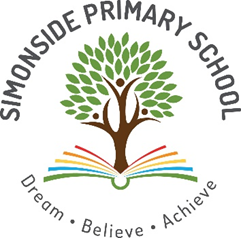 SIMONSIDE PRIMARY SCHOOL
Dream • Believe • Achieve